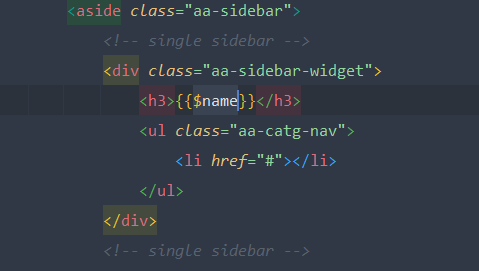 <aside class="aa-sidebar">
<!-- single sidebar -->
<div class="aa-sidebar-widget">
<h3>{{$name}}</h3>
<ul class="aa-catg-nav">
<li href="#"></li>
</ul>
</div>
<!-- single sidebar -->